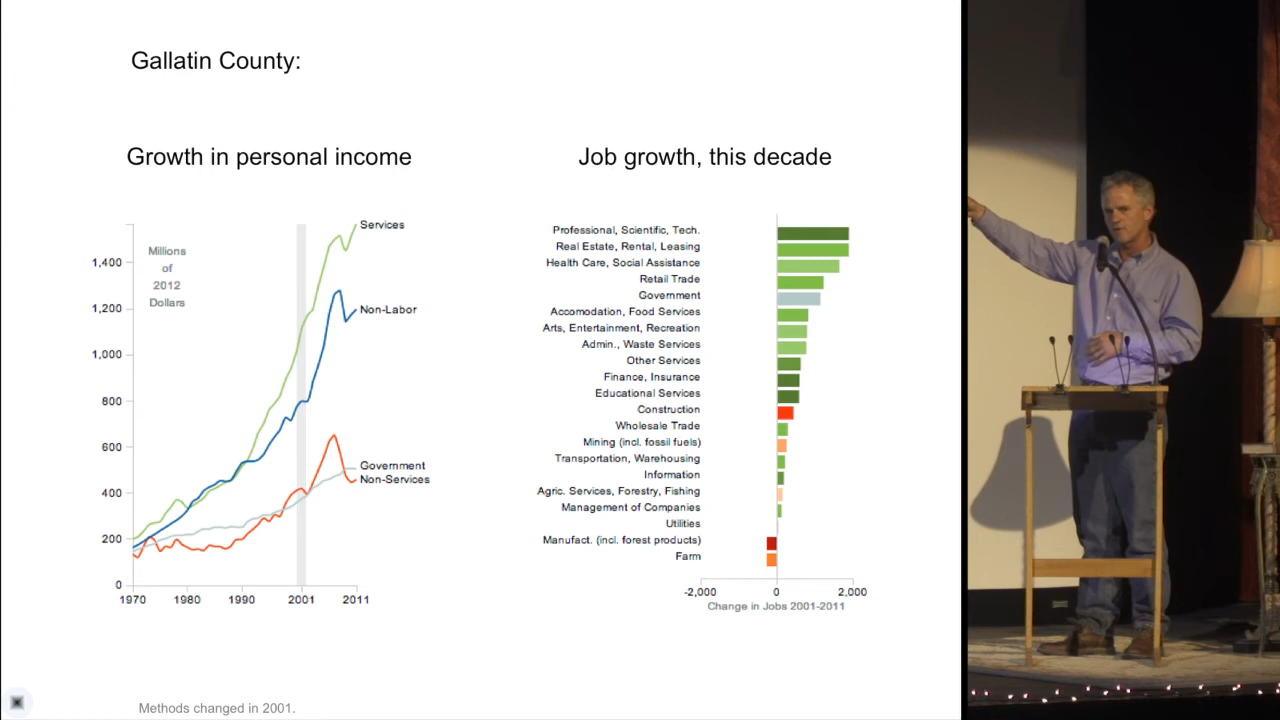 Gallatin County:
Growth in personal income
Job growth, this decade
Millions
of
2012
Dollars
1,400
1,200
1,000
800
600
400
200
0
1970
1980
1990
2001
2011
Services
Non-Labor
Government
Non-Services
Professional, Scientific, Tech.
Real Estate, Rental, Leasing
Health Care, Social Assistance
Retail Trade
Government
Accomodation, Food Services
Arts, Entertainment, Recreation
Admin., Waste Services
Other Services
Finance, Insurance
Educational Services
Construction
Wholesale Trade
Mining (incl. fossil fuels)
Transportation, Warehousing
Information
Agric. Services, Forestry, Fishing
Management of Companies
Utilities
Manufact. (incl. forest products)
Farm
-2,000
0
2,000
Change in Jobs 2001-2011
Methods changed in 2001.